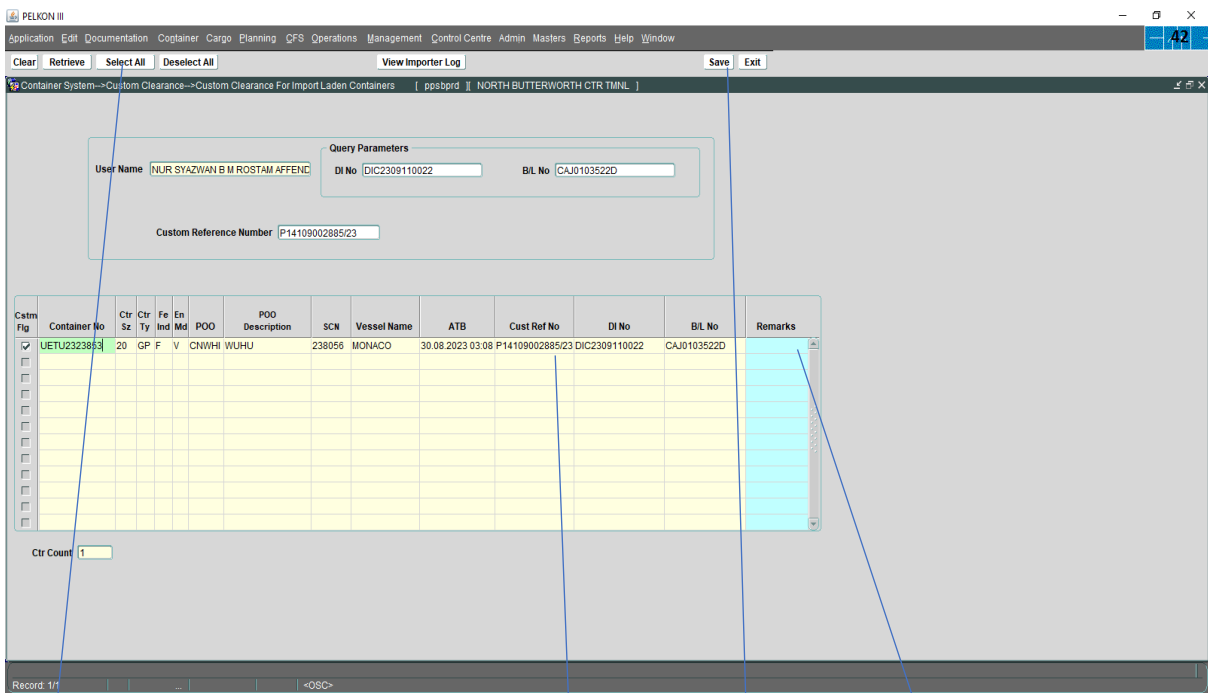 PELKON III
Application Edit Documentation Container Cargo Planning CFS Operations Management Control Centre Admin Masters Reports Help Window
42
Clear Retrieve Select All Deselect All View Importer Log Save Exit
Container System-->Custom Clearance-->Custom Clearance For Import Laden Containers [ ppsbprd ][ NORTH BUTTERWORTH CTR TMNL ]
Query Parameters
User Name NUR SYAZWAN B M ROSTAM AFFEND DI No DIC2309110022 B/L No CAJ0103522D
Custom Reference Number P14109002885/23
Cstm Flg Container No Ctr Sz Ctr Ty Fe Ind En Md POO POO Description SCN Vessel Name ATB Cust Ref No DI No B/L No Remarks
UETU2323853 20 GP F V CNWHI WUHU 238056 MONACO 30.08.2023 03:08 P14109002885/23 DIC2309110022 CAJ0103522D
Ctr Count 1
Record: 1/1 ... <OSC>